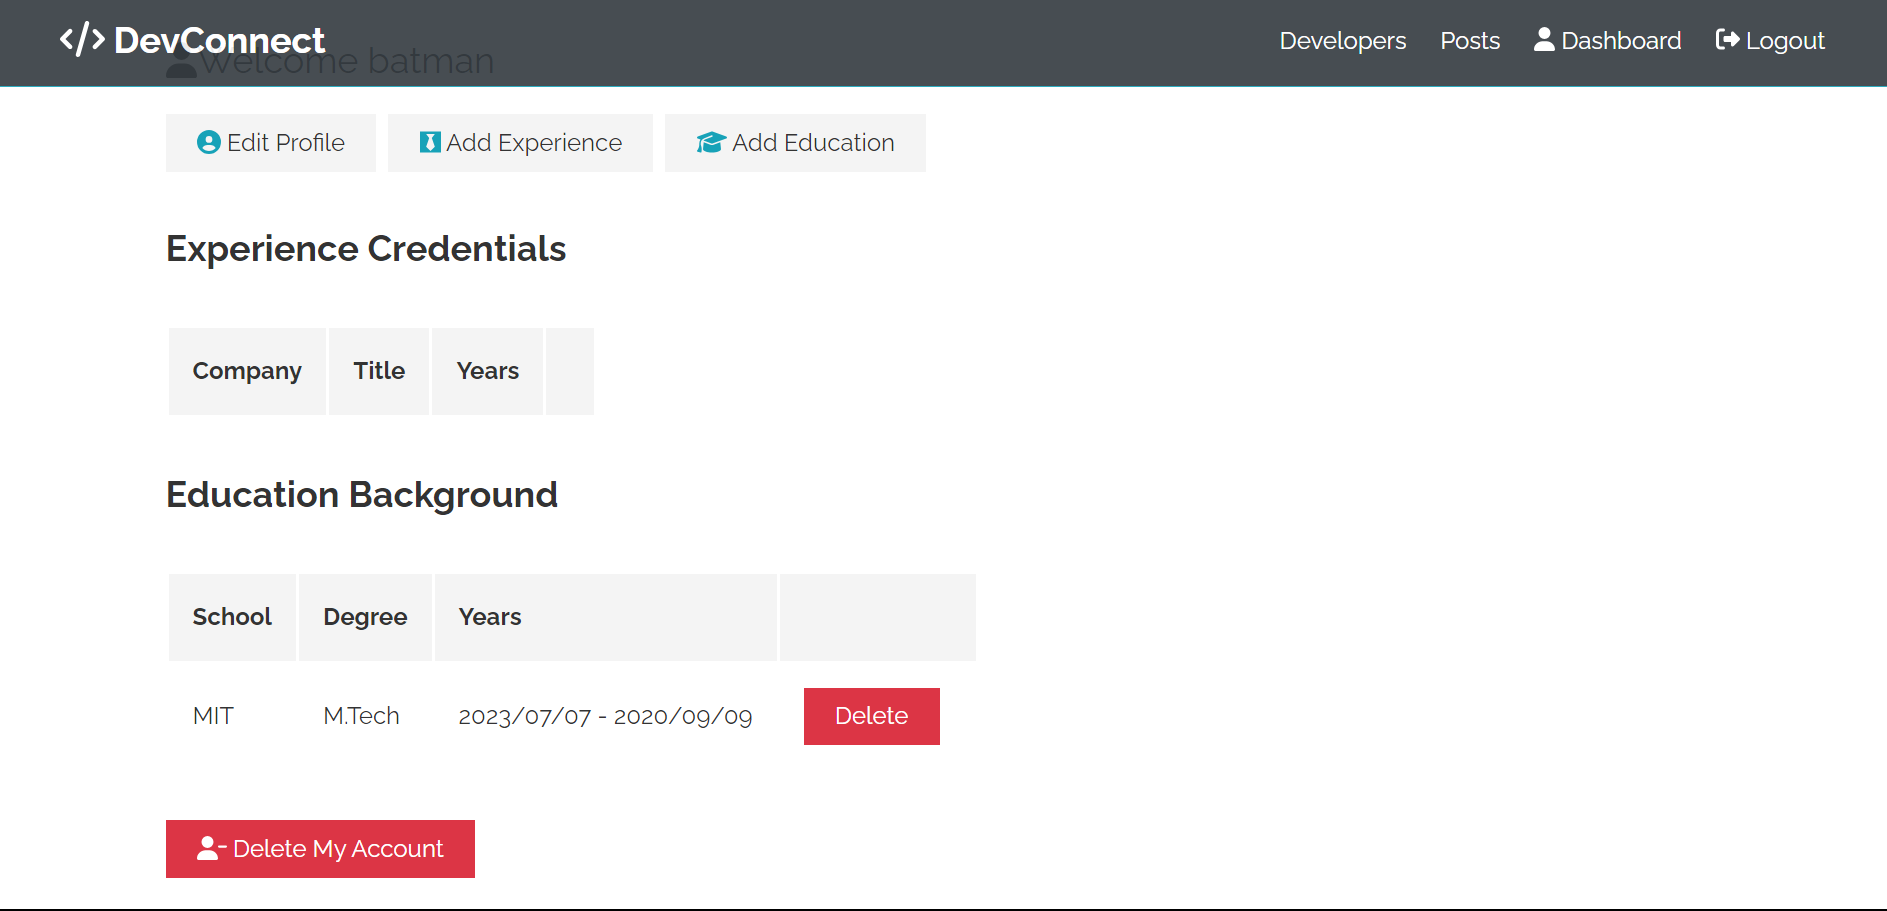 </> DevConnect
Developers Posts Dashboard Logout
Welcome batman
Edit Profile Add Experience Add Education
Experience Credentials
Company Title Years
Education Background
School Degree Years
MIT M.Tech 2023/07/07 - 2020/09/09 Delete
Delete My Account